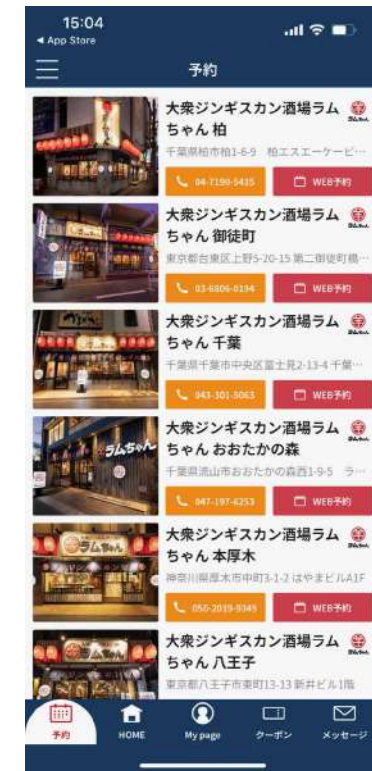 15:04
◀ App Store
予約
大衆ジンギスカン酒場ラム
ちゃん 柏
千葉県柏市柏1-6-9 柏エスエーケービ…
04-7190-5415
WEB予約
大衆ジンギスカン酒場ラム
ちゃん 御徒町
東京都台東区上野5-20-15 第二御徒町橋…
03-6806-0194
WEB予約
大衆ジンギスカン酒場ラム
ちゃん 千葉
千葉県千葉市中央区富士見2-13-4 千葉…
043-301-5063
WEB予約
ラムちゃん
大衆ジンギスカン酒場ラム
ちゃん おおたかの森
千葉県流山市おおたかの森西1-9-5 ラ…
047-197-6253
WEB予約
ラムちゃん
大衆ジンギスカン酒場ラム
ちゃん 本厚木
神奈川県厚木市中町3-1-2 はやまビルA1F
050-2019-9349
WEB予約
大衆ジンギスカン酒場ラム
ちゃん 八王子
東京都八王子市東町13-13 新井ビル1階
予約
HOME
My page
クーポン
メッセージ